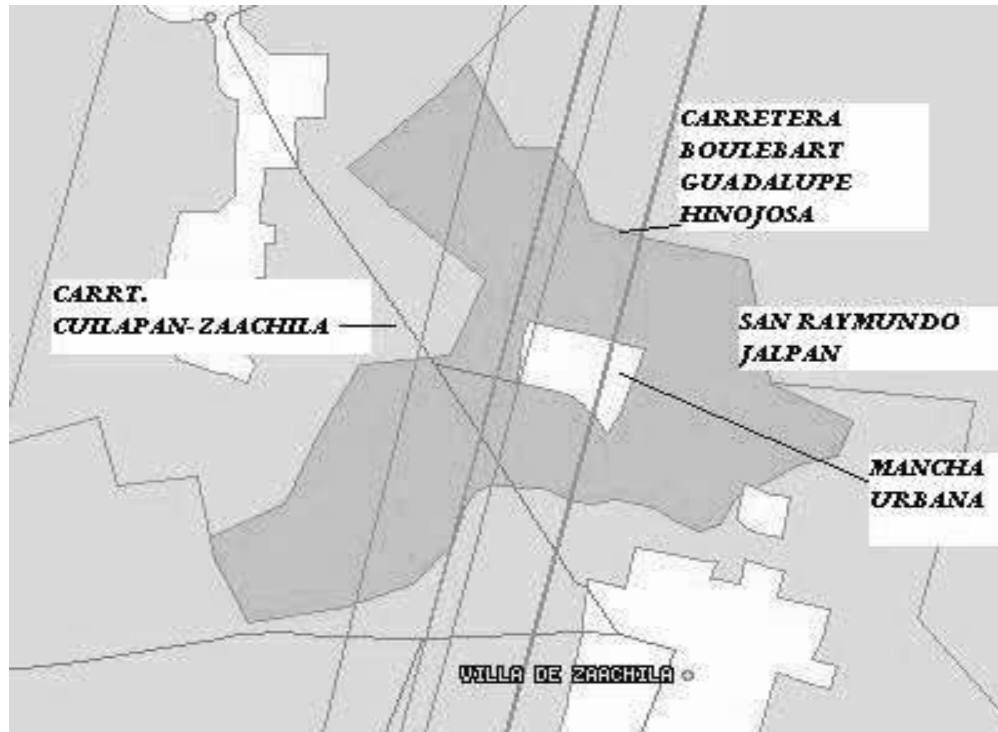 CARRETERA
BOULEBART
GUADALUPE
HINOJOSA
CARRT.
CUILAPAN-ZAACHILA
SAN RAYMUNDO
JALPAN
MANCHA
URBANA
VILLA DE ZAACHILA